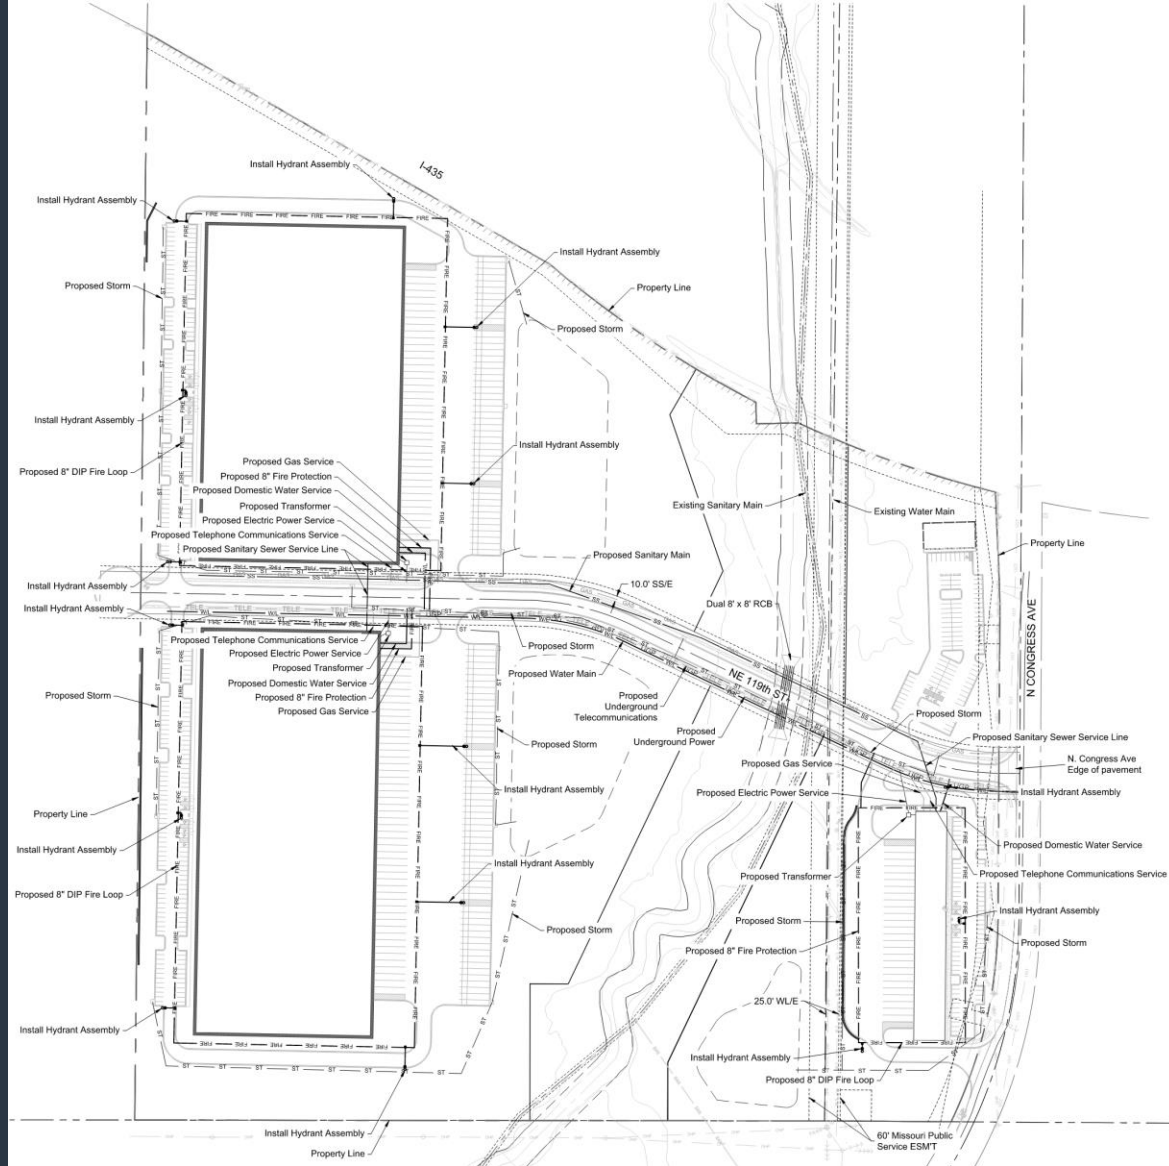 I-435
Install Hydrant Assembly
Install Hydrant Assembly
Install Hydrant Assembly
Proposed Storm
Property Line
Proposed Storm
Install Hydrant Assembly
Install Hydrant Assembly
Proposed 8" DIP Fire Loop
Proposed Gas Service
Proposed 8" Fire Protection
Proposed Domestic Water Service
Proposed Transformer
Proposed Electric Power Service
Proposed Telephone Communications Service
Proposed Sanitary Sewer Service Line
Existing Sanitary Main
Existing Water Main
Property Line
Install Hydrant Assembly
Install Hydrant Assembly
Proposed Sanitary Main
10.0' SS/E
Dual 8' x 8' RCB
N CONGRESS AVE
Proposed Telephone Communications Service
Proposed Electric Power Service
Proposed Transformer
Proposed Domestic Water Service
Proposed 8" Fire Protection
Proposed Gas Service
Proposed Storm
Proposed Water Main
Proposed
Underground
Telecommunications
Proposed
Underground Power
NE 119th ST.
Proposed Storm
Proposed Storm
Proposed Storm
Proposed Sanitary Sewer Service Line
N. Congress Ave
Edge of pavement
Proposed Gas Service
Install Hydrant Assembly
Proposed Electric Power Service
Install Hydrant Assembly
Property Line
Install Hydrant Assembly
Proposed 8" DIP Fire Loop
Install Hydrant Assembly
Proposed Domestic Water Service
Proposed Transformer
Proposed Telephone Communications Service
Proposed Storm
Install Hydrant Assembly
Proposed Storm
Proposed Storm
Proposed 8" Fire Protection
25.0' WL/E
Install Hydrant Assembly
Install Hydrant Assembly
Proposed 8" DIP Fire Loop
Install Hydrant Assembly
Property Line
60' Missouri Public
Service ESM'T